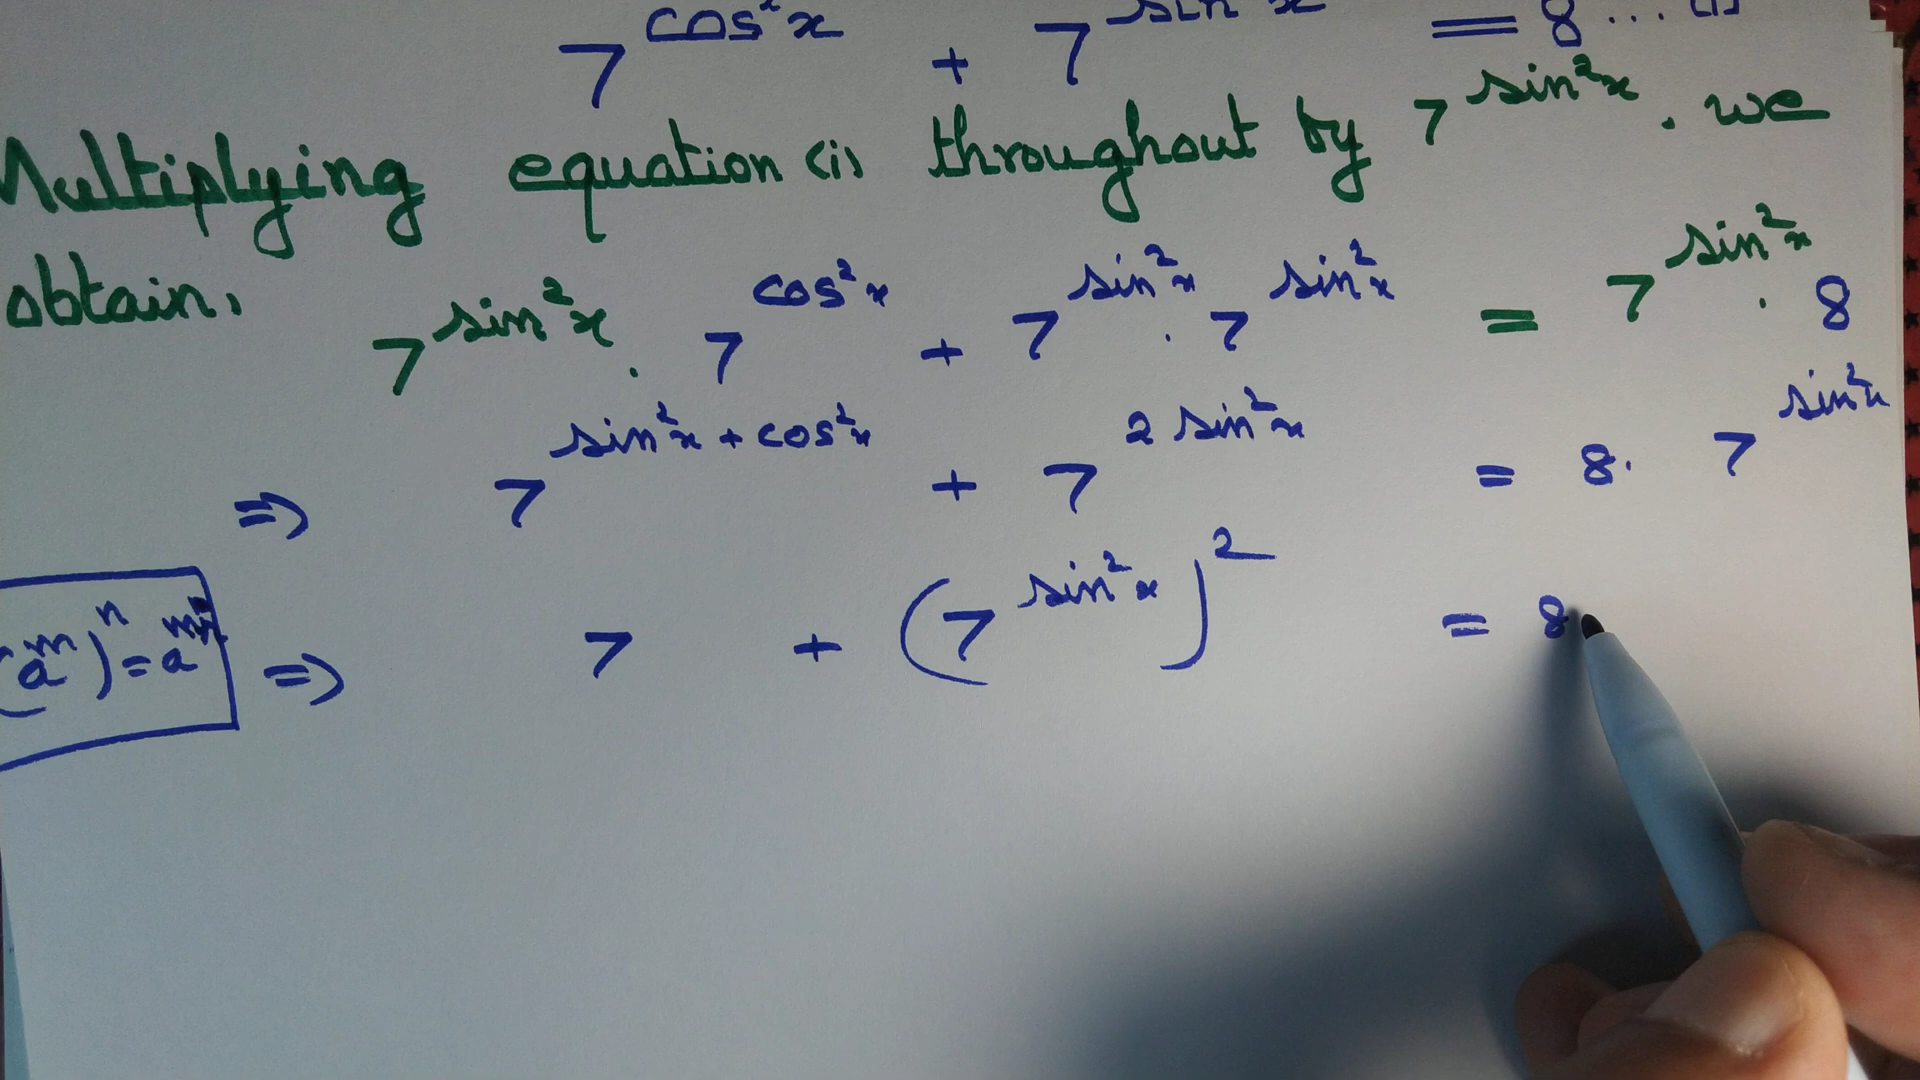 7^cos²x + 7^sin²x = 8 ... (i)
Multiplying equation (i) throughout by 7^sin²x. we
obtain,
7^sin²x . 7^cos²x + 7^sin²x . 7^sin²x = 7^sin²x . 8
=> 7^(sin²x + cos²x) + 7^(2 sin²x) = 8. 7^sin²x
(a^m)^n = a^mn => 7 + (7^sin²x)² = 8